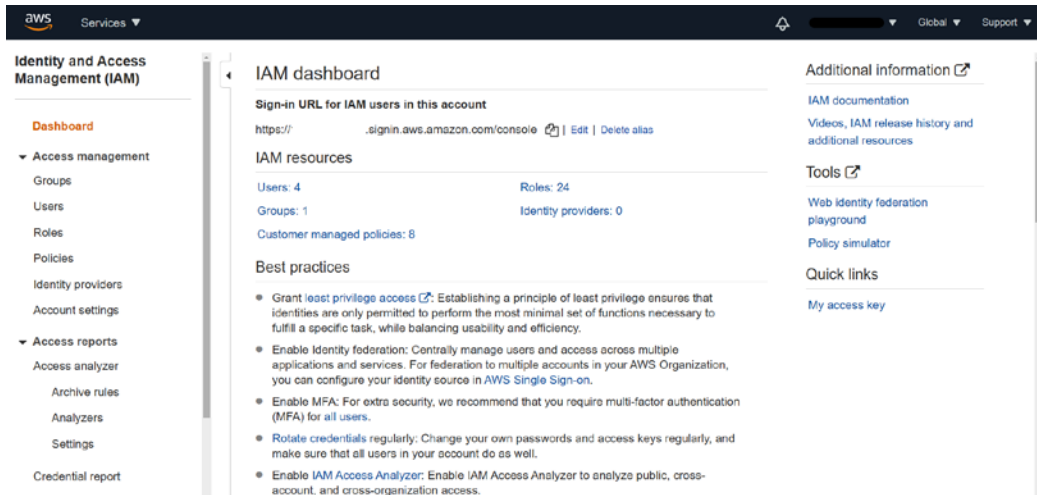 aws Services ▼ Global ▼ Support ▼
Identity and Access
Management (IAM)
Dashboard
Access management
Groups
Users
Roles
Policies
Identity providers
Account settings
Access reports
Access analyzer
Archive rules
Analyzers
Settings
Credential report
IAM dashboard
Sign-in URL for IAM users in this account
https:// .signin.aws.amazon.com/console | Edit | Delete alias
IAM resources
Users: 4 Roles: 24
Groups: 1 Identity providers: 0
Customer managed policies: 8
Best practices
Grant least privilege access : Establishing a principle of least privilege ensures that
identities are only permitted to perform the most minimal set of functions necessary to
fulfill a specific task, while balancing usability and efficiency.
Enable Identity federation: Centrally manage users and access across multiple
applications and services. For federation to multiple accounts in your AWS Organization,
you can configure your identity source in AWS Single Sign-on.
Enable MFA: For extra security, we recommend that you require multi-factor authentication
(MFA) for all users.
Rotate credentials regularly: Change your own passwords and access keys regularly, and
make sure that all users in your account do as well.
Enable IAM Access Analyzer: Enable IAM Access Analyzer to analyze public, cross-
account, and cross-organization access.
Additional information
IAM documentation
Videos, IAM release history and
additional resources
Tools
Web identity federation
playground
Policy simulator
Quick links
My access key